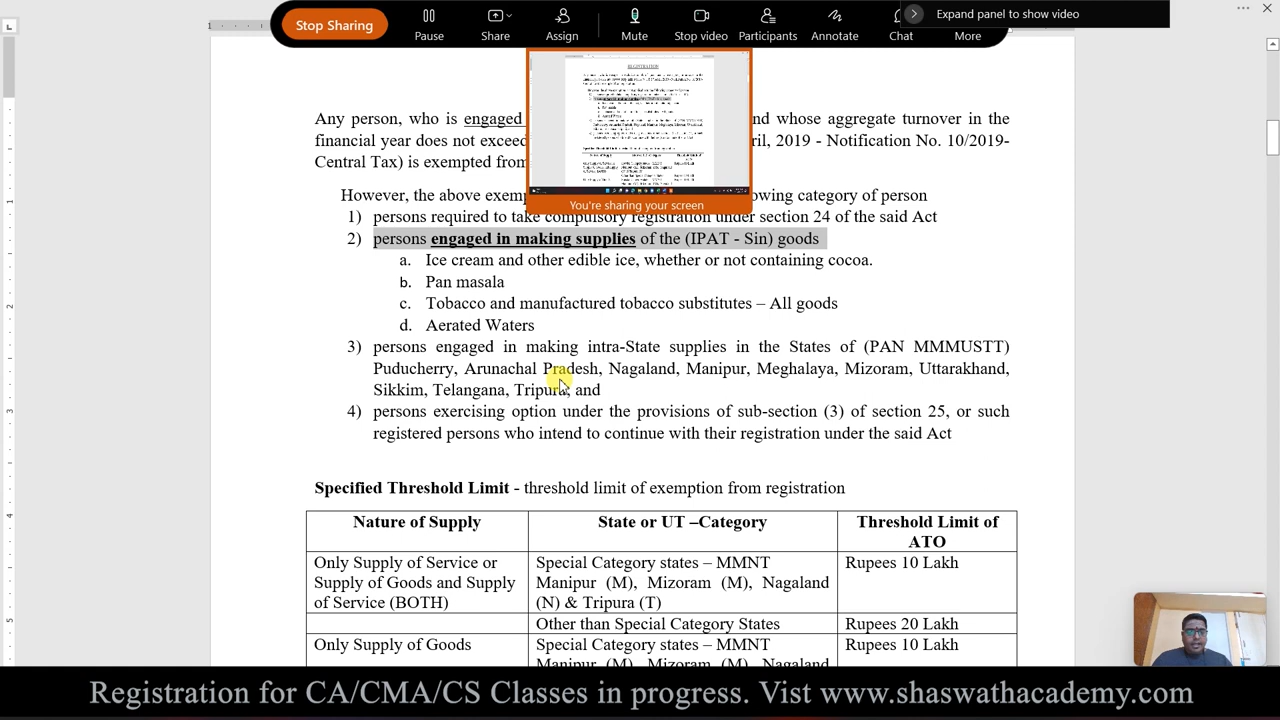 Stop Sharing
Pause
Share
Assign
Mute
Stop video
Participants
Annotate
Chat
More
Expand panel to show video
REGISTRATION
You're sharing your screen
Any person, who is engaged nd whose aggregate turnover in the
financial year does not exceed ril, 2019 - Notification No. 10/2019-
Central Tax) is exempted from
However, the above exemp owing category of person
1) persons required to take compulsory registration under section 24 of the said Act
2) persons engaged in making supplies of the (IPAT - Sin) goods
a. Ice cream and other edible ice, whether or not containing cocoa.
b. Pan masala
c. Tobacco and manufactured tobacco substitutes – All goods
d. Aerated Waters
3) persons engaged in making intra-State supplies in the States of (PAN MMMUSTT)
Puducherry, Arunachal Pradesh, Nagaland, Manipur, Meghalaya, Mizoram, Uttarakhand,
Sikkim, Telangana, Tripura, and
4) persons exercising option under the provisions of sub-section (3) of section 25, or such
registered persons who intend to continue with their registration under the said Act
Specified Threshold Limit - threshold limit of exemption from registration
Nature of Supply State or UT –Category Threshold Limit of
ATO
Only Supply of Service or Special Category states – MMNT Rupees 10 Lakh
Supply of Goods and Supply Manipur (M), Mizoram (M), Nagaland
of Service (BOTH) (N) & Tripura (T)
Other than Special Category States Rupees 20 Lakh
Only Supply of Goods Special Category states – MMNT Rupees 10 Lakh
Manipur (M), Mizoram (M), Nagaland
Registration for CA/CMA/CS Classes in progress. Vist www.shaswathacademy.com